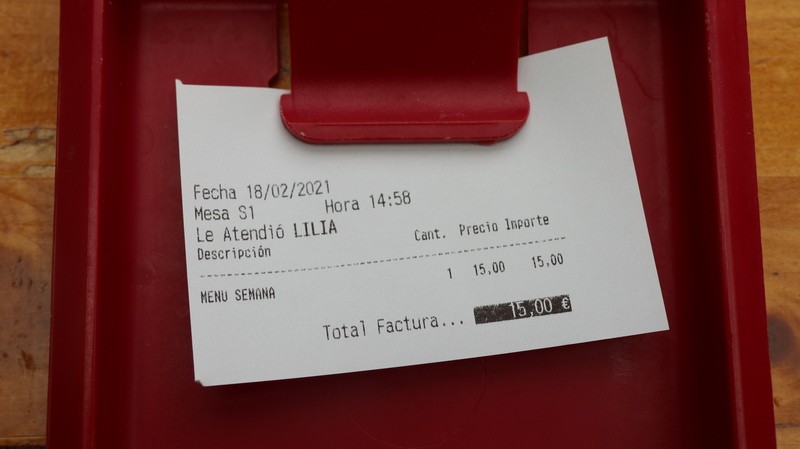 Fecha 18/02/2021
Mesa S1 Hora 14:58
Le Atendió LILIA
Descripción Cant. Precio Importe
MENU SEMANA 1 15,00 15,00
Total Factura... 15,00 €